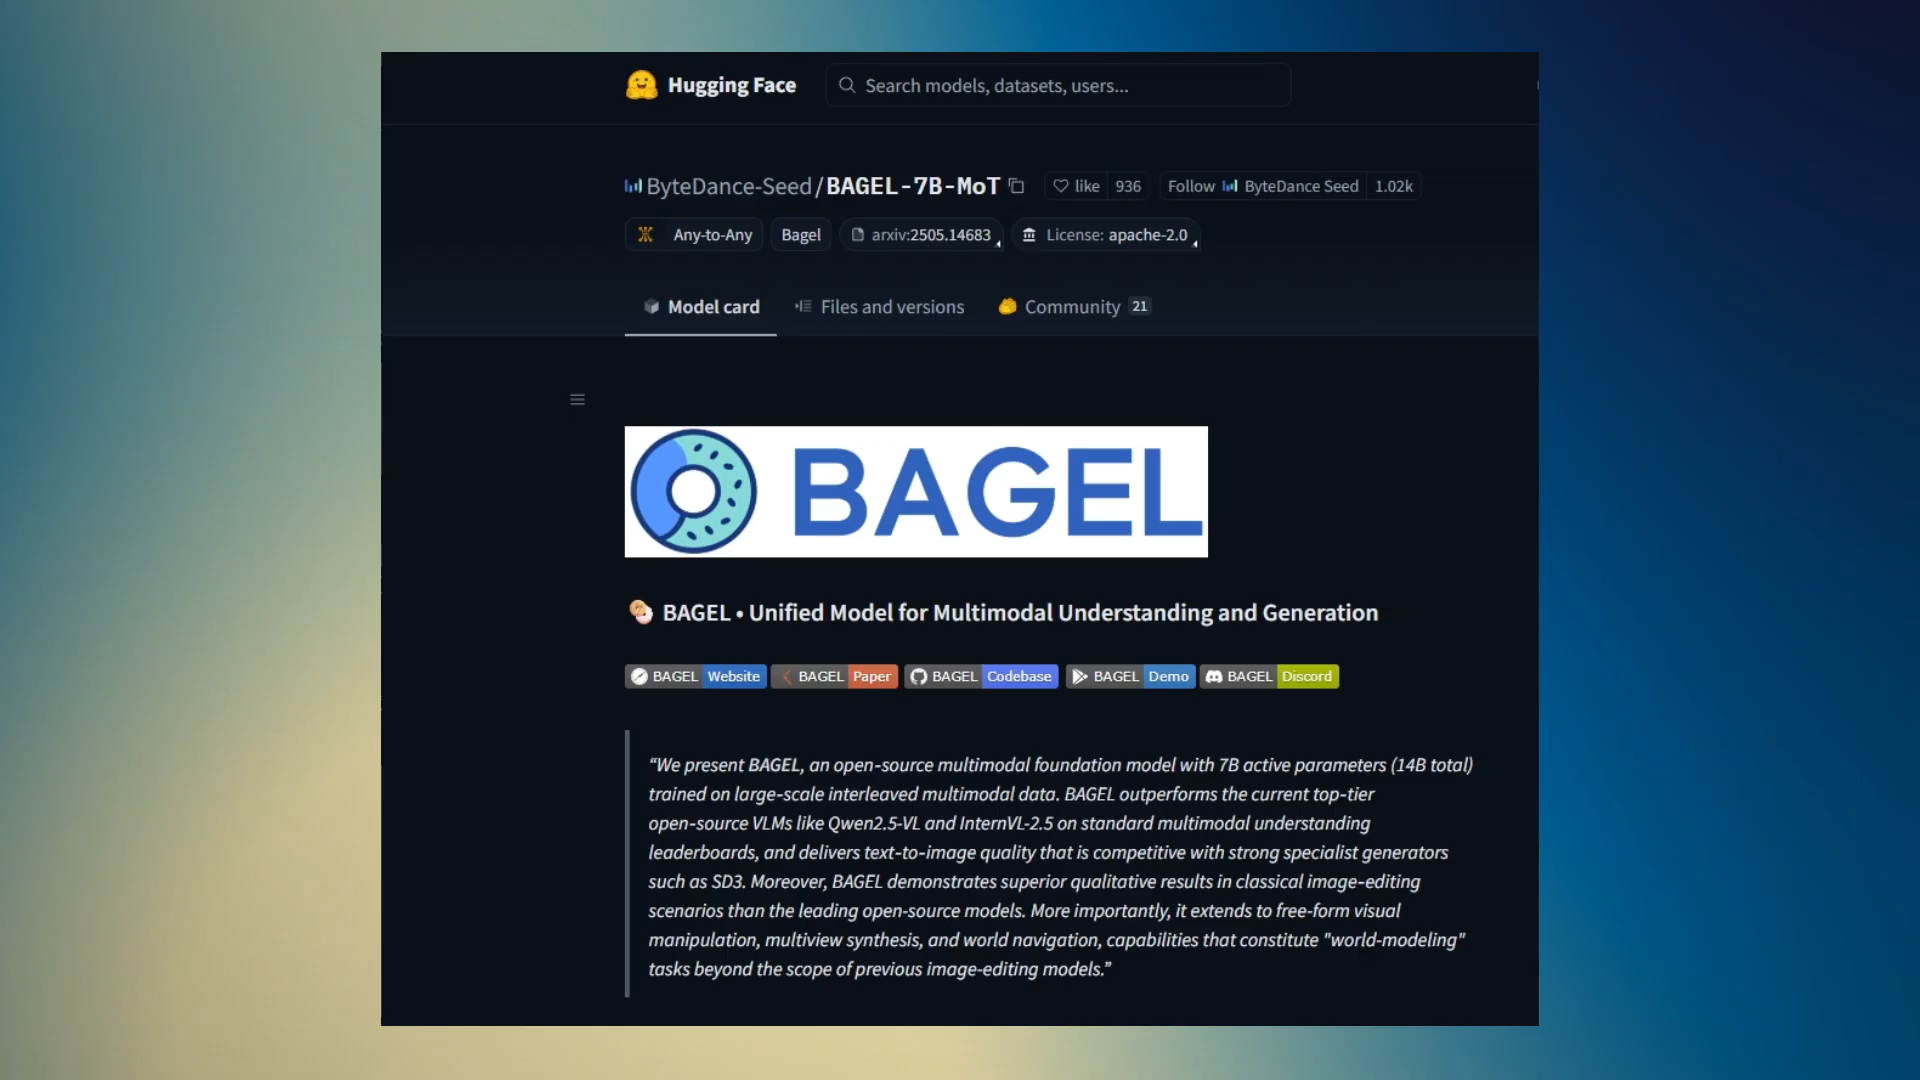 Hugging Face
Search models, datasets, users...
ByteDance-Seed/BAGEL-7B-MoT
like 936
Follow ByteDance Seed 1.02k
Any-to-Any
Bagel
arxiv:2505.14683
License: apache-2.0
Model card
Files and versions
Community 21
BAGEL
BAGEL • Unified Model for Multimodal Understanding and Generation
BAGEL Website
BAGEL Paper
BAGEL Codebase
BAGEL Demo
BAGEL Discord
“We present BAGEL, an open-source multimodal foundation model with 7B active parameters (14B total)
trained on large-scale interleaved multimodal data. BAGEL outperforms the current top-tier
open-source VLMs like Qwen2.5-VL and InternVL-2.5 on standard multimodal understanding
leaderboards, and delivers text-to-image quality that is competitive with strong specialist generators
such as SD3. Moreover, BAGEL demonstrates superior qualitative results in classical image-editing
scenarios than the leading open-source models. More importantly, it extends to free-form visual
manipulation, multiview synthesis, and world navigation, capabilities that constitute "world-modeling"
tasks beyond the scope of previous image-editing models.”